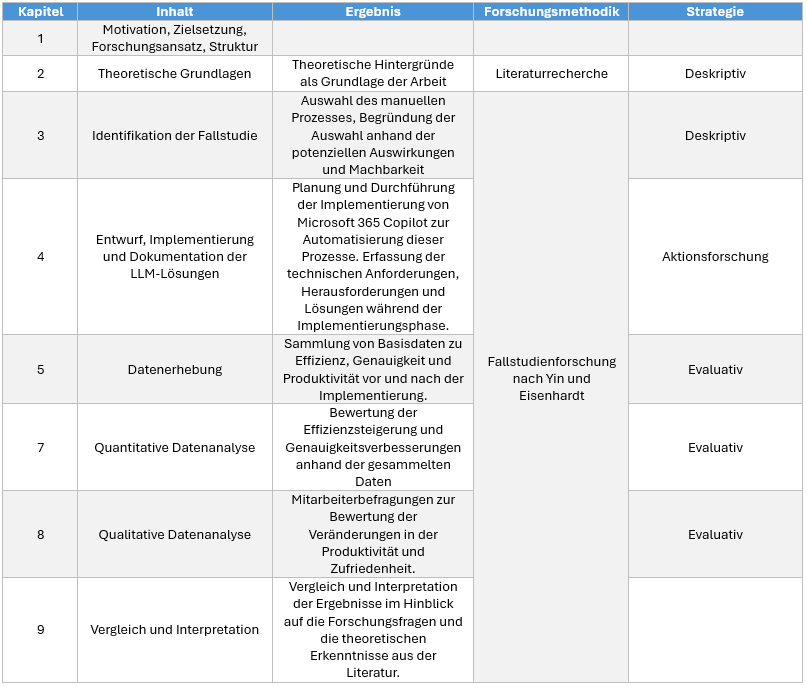 Kapitel Inhalt Ergebnis Forschungsmethodik Strategie
1
Motivation, Zielsetzung,
Forschungsansatz, Struktur
2
Theoretische Grundlagen
Theoretische Hintergründe
als Grundlage der Arbeit
Literaturrecherche
Deskriptiv
3
Identifikation der Fallstudie
Auswahl des manuellen
Prozesses, Begründung der
Auswahl anhand der
potenziellen Auswirkungen
und Machbarkeit
Deskriptiv
4
Entwurf, Implementierung
und Dokumentation der
LLM-Lösungen
Planung und Durchführung
der Implementierung von
Microsoft 365 Copilot zur
Automatisierung dieser
Prozesse. Erfassung der
technischen Anforderungen,
Herausforderungen und
Lösungen während der
Implementierungsphase.
Aktionsforschung
5
Datenerhebung
Sammlung von Basisdaten zu
Effizienz, Genauigkeit und
Produktivität vor und nach der
Implementierung.
Fallstudienforschung
nach Yin und
Eisenhardt
Evaluativ
7
Quantitative Datenanalyse
Bewertung der
Effizienzsteigerung und
Genauigkeitsverbesserungen
anhand der gesammelten
Daten
Evaluativ
8
Qualitative Datenanalyse
Mitarbeiterbefragungen zur
Bewertung der
Veränderungen in der
Produktivität und
Zufriedenheit.
Evaluativ
9
Vergleich und Interpretation
Vergleich und Interpretation
der Ergebnisse im Hinblick
auf die Forschungsfragen und
die theoretischen
Erkenntnisse aus der
Literatur.